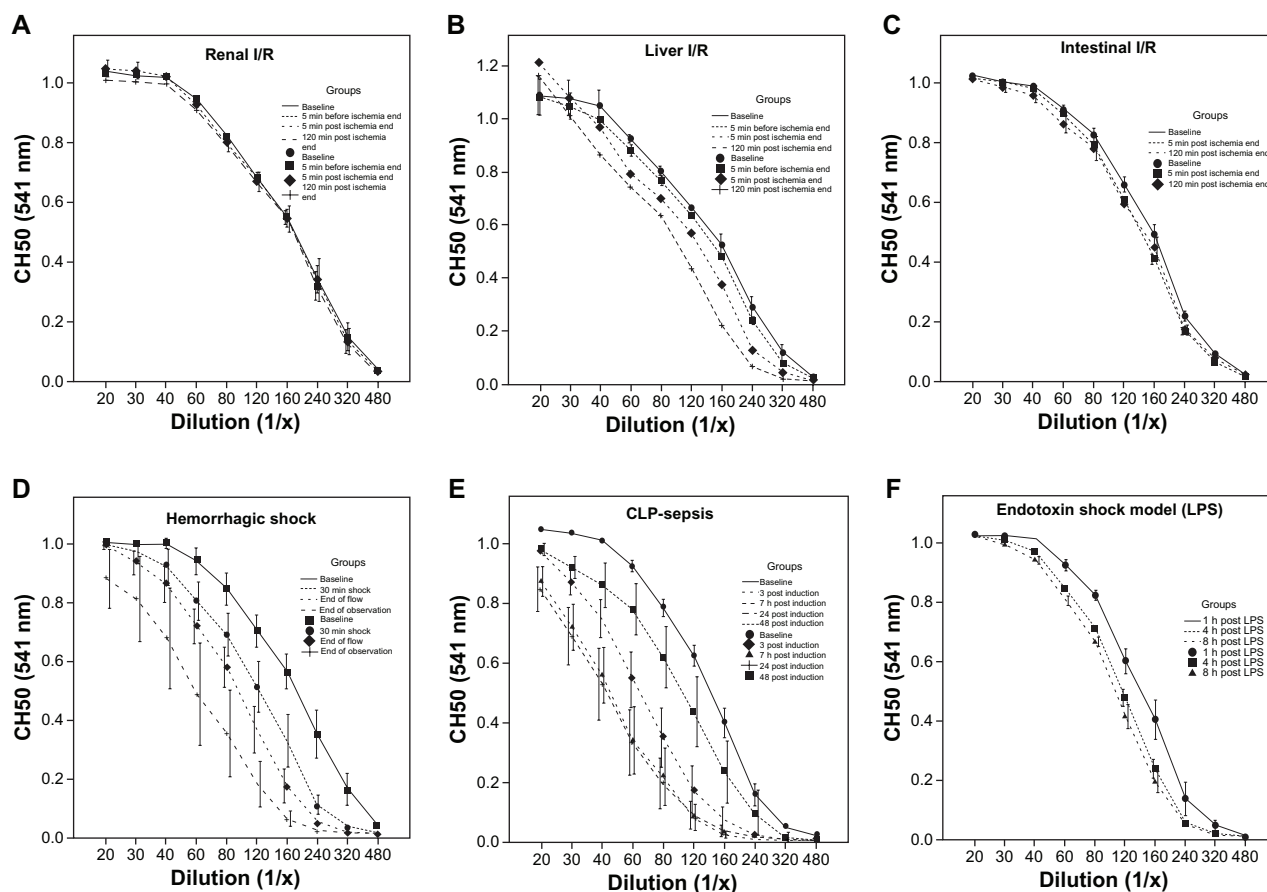 A
Renal I/R
CH50 (541 nm)
1.0
0.8
0.6
0.4
0.2
0.0
Groups
Baseline
5 min before ischemia end
5 min post ischemia end
120 min post ischemia
end
Baseline
5 min before ischemia end
5 min post ischemia end
120 min post ischemia
end
20 30 40 60 80 120 160 240 320 480
Dilution (1/x)
B
Liver I/R
CH50 (541 nm)
1.2
1.0
0.8
0.6
0.4
0.2
0.0
Groups
Baseline
5 min before ischemia end
5 min post ischemia end
120 min post ischemia end
Baseline
5 min before ischemia end
5 min post ischemia end
120 min post ischemia end
20 30 40 60 80 120 160 240 320 480
Dilution (1/x)
C
Intestinal I/R
CH50 (541 nm)
1.0
0.8
0.6
0.4
0.2
0.0
Groups
Baseline
5 min post ischemia end
120 min post ischemia end
Baseline
5 min post ischemia end
120 min post ischemia end
20 30 40 60 80 120 160 240 320 480
Dilution (1/x)
D
Hemorrhagic shock
CH50 (541 nm)
1.0
0.8
0.6
0.4
0.2
0.0
Groups
Baseline
30 min shock
End of flow
End of observation
Baseline
30 min shock
End of flow
End of observation
20 30 40 60 80 120 160 240 320 480
Dilution (1/x)
E
CLP-sepsis
CH50 (541 nm)
1.0
0.8
0.6
0.4
0.2
0.0
Groups
Baseline
3 post induction
7 h post induction
24 post induction
48 post induction
Baseline
3 post induction
7 h post induction
24 post induction
48 post induction
20 30 40 60 80 120 160 240 320 480
Dilution (1/x)
F
Endotoxin shock model (LPS)
CH50 (541 nm)
1.0
0.8
0.6
0.4
0.2
0.0
Groups
1 h post LPS
4 h post LPS
8 h post LPS
1 h post LPS
4 h post LPS
8 h post LPS
20 30 40 60 80 120 160 240 320 480
Dilution (1/x)